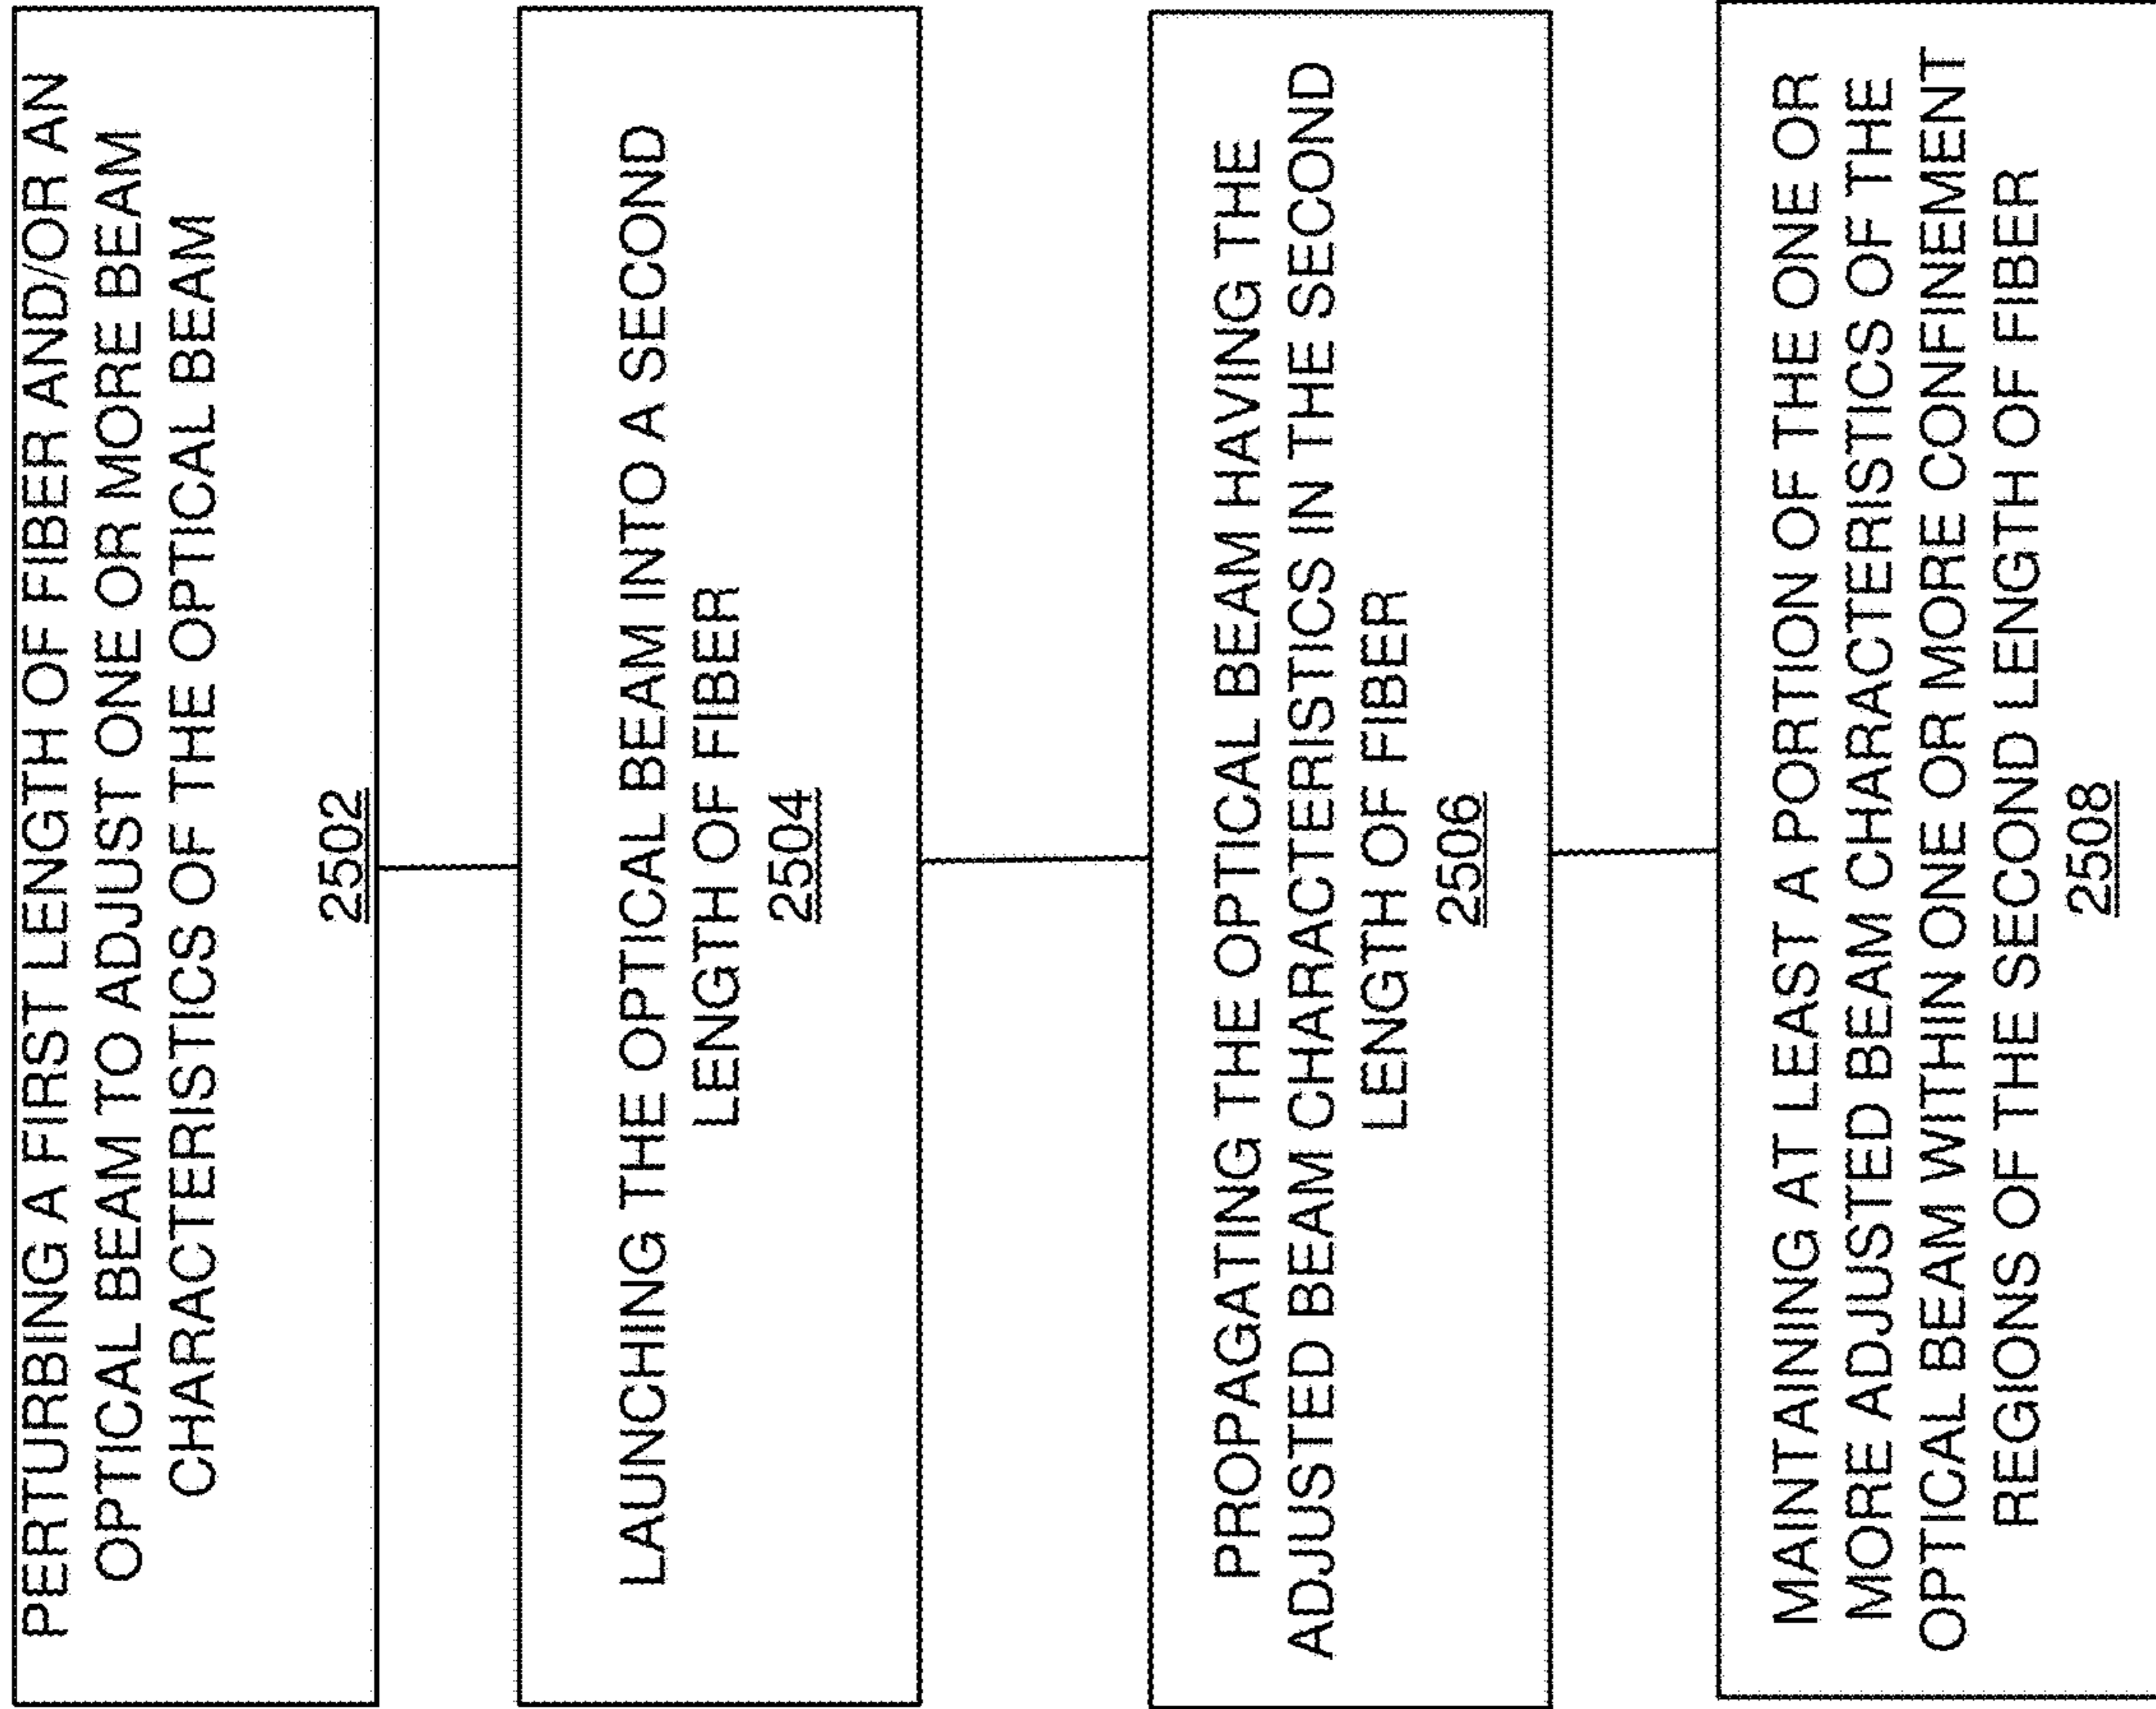 PERTURBING A FIRST LENGTH OF FIBER AND/OR AN
OPTICAL BEAM TO ADJUST ONE OR MORE BEAM
CHARACTERISTICS OF THE OPTICAL BEAM
2502
LAUNCHING THE OPTICAL BEAM INTO A SECOND
LENGTH OF FIBER
2504
PROPAGATING THE OPTICAL BEAM HAVING THE
ADJUSTED BEAM CHARACTERISTICS IN THE SECOND
LENGTH OF FIBER
2506
MAINTAINING AT LEAST A PORTION OF THE ONE OR
MORE ADJUSTED BEAM CHARACTERISTICS OF THE
OPTICAL BEAM WITHIN ONE OR MORE CONFINEMENT
REGIONS OF THE SECOND LENGTH OF FIBER
2508